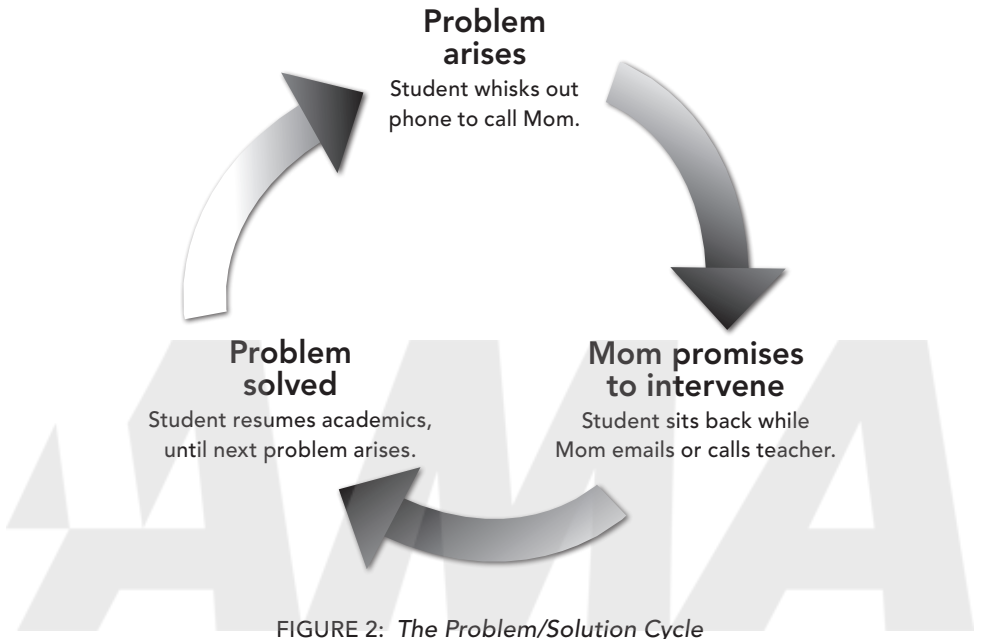 Problem
arises
Student whisks out
phone to call Mom.
Mom promises
to intervene
Student sits back while
Mom emails or calls teacher.
Problem
solved
Student resumes academics,
until next problem arises.
AMA
FIGURE 2: The Problem/Solution Cycle